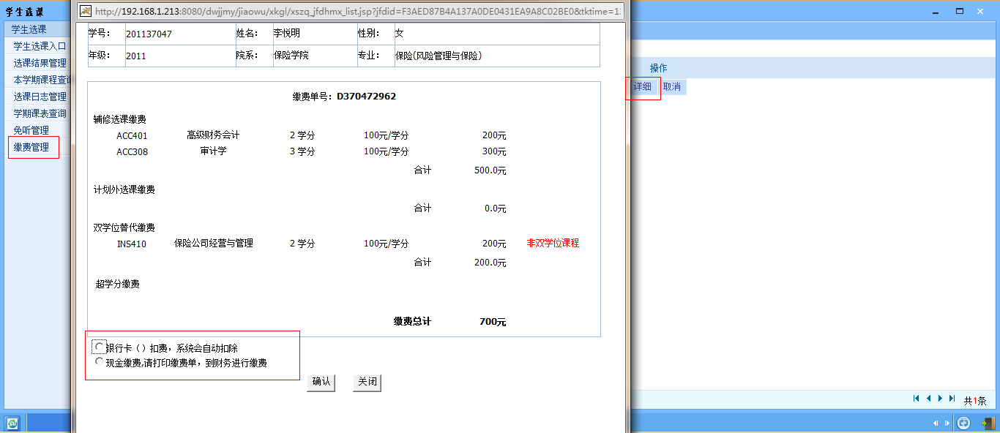 学生选课
http://192.168.1.213:8080/dwjjmy/jiaowu/xkgl/xszq_jfdhmx_list.jsp?jfdid=F3AED87B4A137A0DE0431EA9A8C02BE0&tktime=1
学生选课
学生选课入口
选课结果管理
本学期课程查询
选课日志管理
学期课表查询
免听管理
缴费管理
学号： 201137047 姓名： 李悦明 性别： 女
年级： 2011 院系： 保险学院 专业： 保险(风险管理与保险)
缴费单号：D370472962
辅修选课缴费
ACC401 高级财务会计 2 学分 100元/学分 200元
ACC308 审计学 3 学分 100元/学分 300元
合计 500.0元
计划外选课缴费
合计 0.0元
双学位替代缴费
INS410 保险公司经营与管理 2 学分 100元/学分 200元 非双学位课程
合计 200.0元
超学分缴费
缴费总计 700元
银行卡（）扣费，系统会自动扣除
现金缴费,请打印缴费单，到财务进行缴费
确认 关闭
操作
详细 取消
共1条